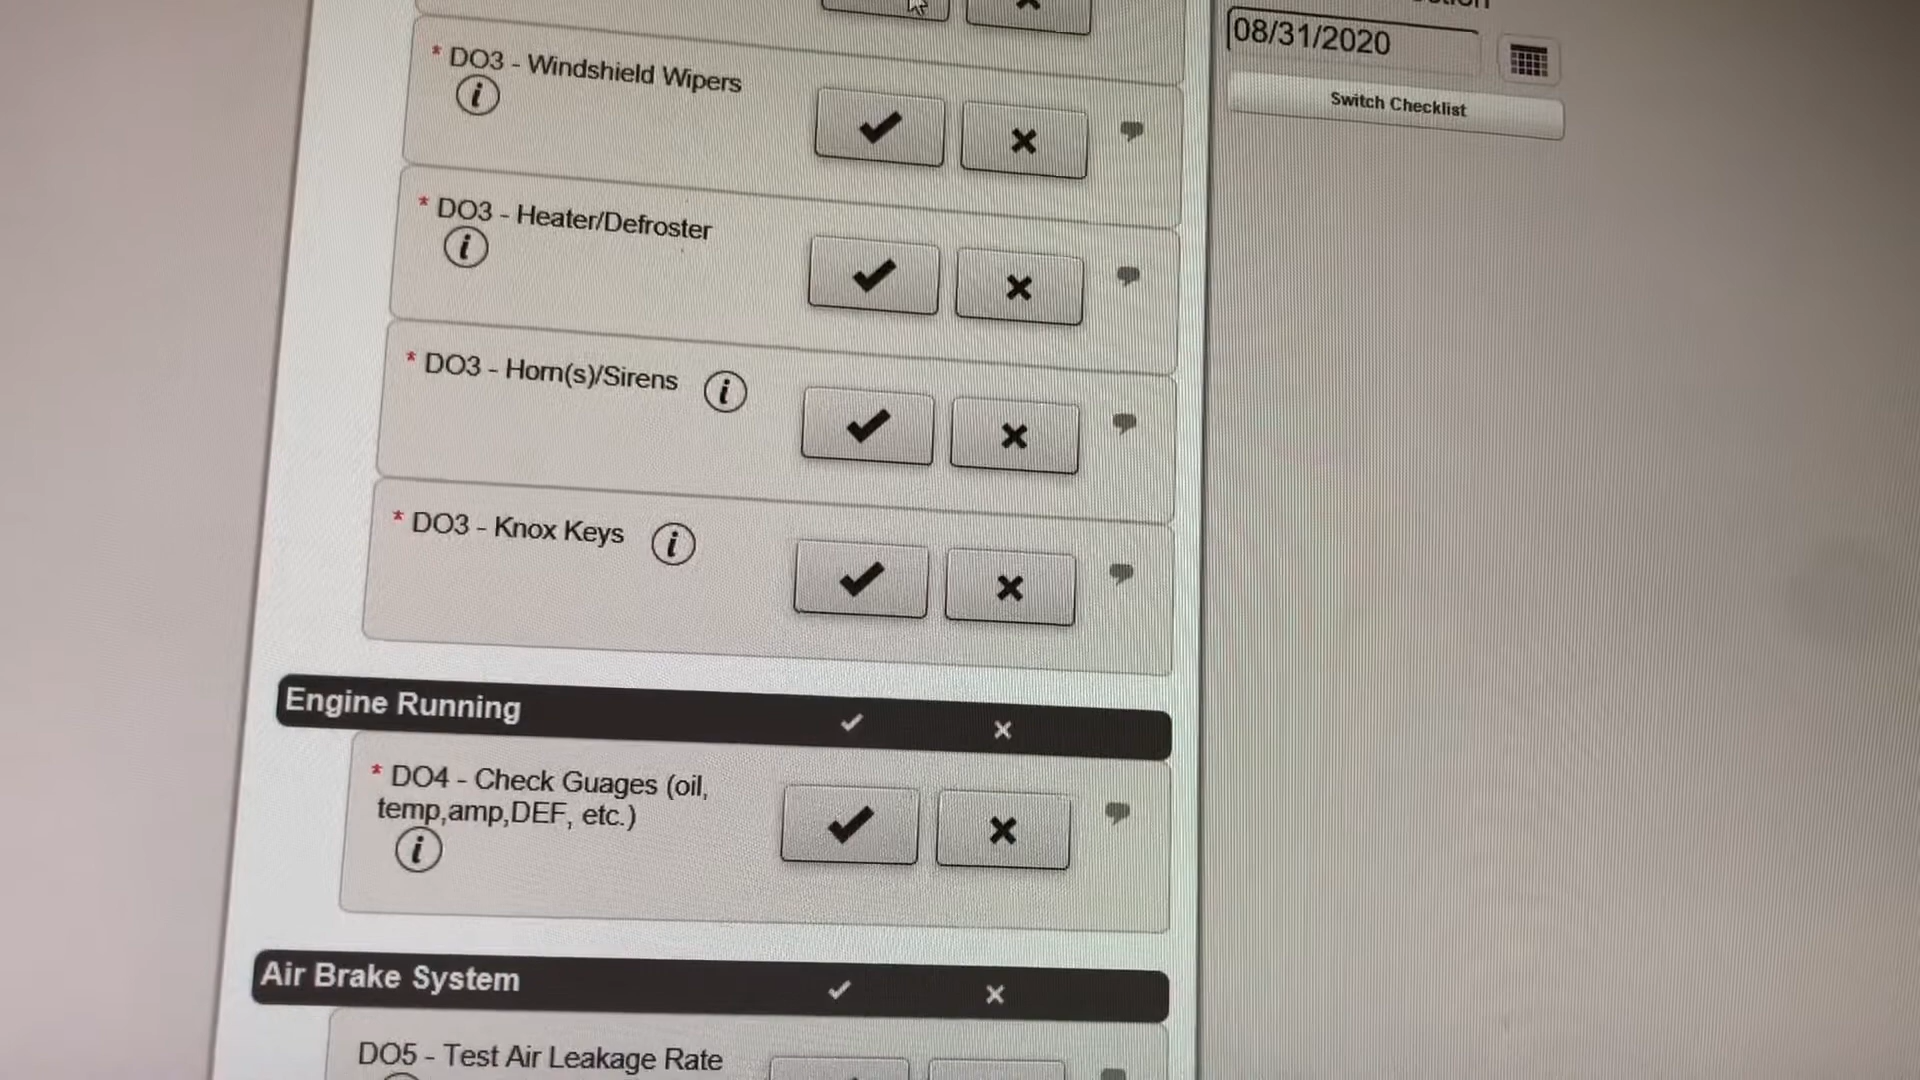 08/31/2020
Switch Checklist
* DO3 - Windshield Wipers
i
* DO3 - Heater/Defroster
i
* DO3 - Horn(s)/Sirens i
* DO3 - Knox Keys i
Engine Running
* DO4 - Check Guages (oil,
temp,amp,DEF, etc.)
i
Air Brake System
DO5 - Test Air Leakage Rate